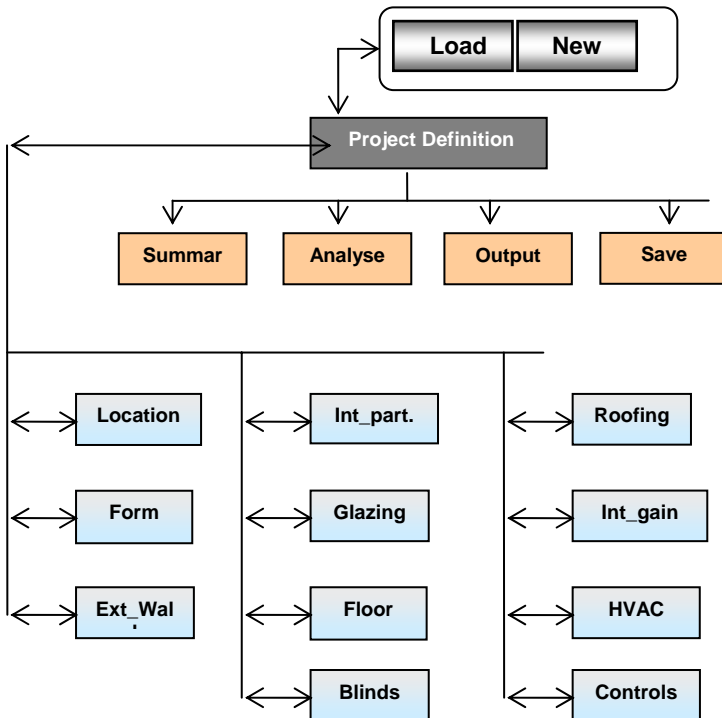 Load New
Project Definition
Summar Analyse Output Save
Location Int_part. Roofing
Form Glazing Int_gain
Ext_Wal Floor HVAC
Blinds Controls